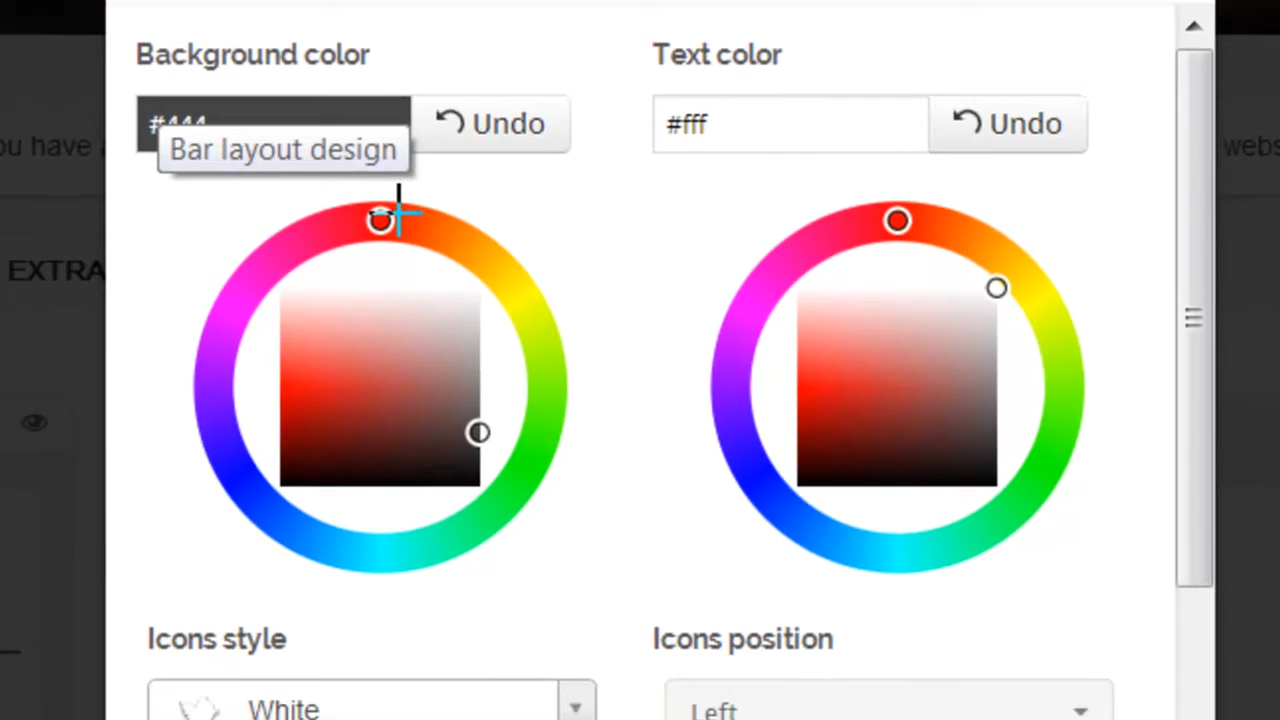 Background color
Text color
#444
Undo
#fff
Undo
Bar layout design
ou have
webs
EXTRA
Icons style
Icons position
White
Left